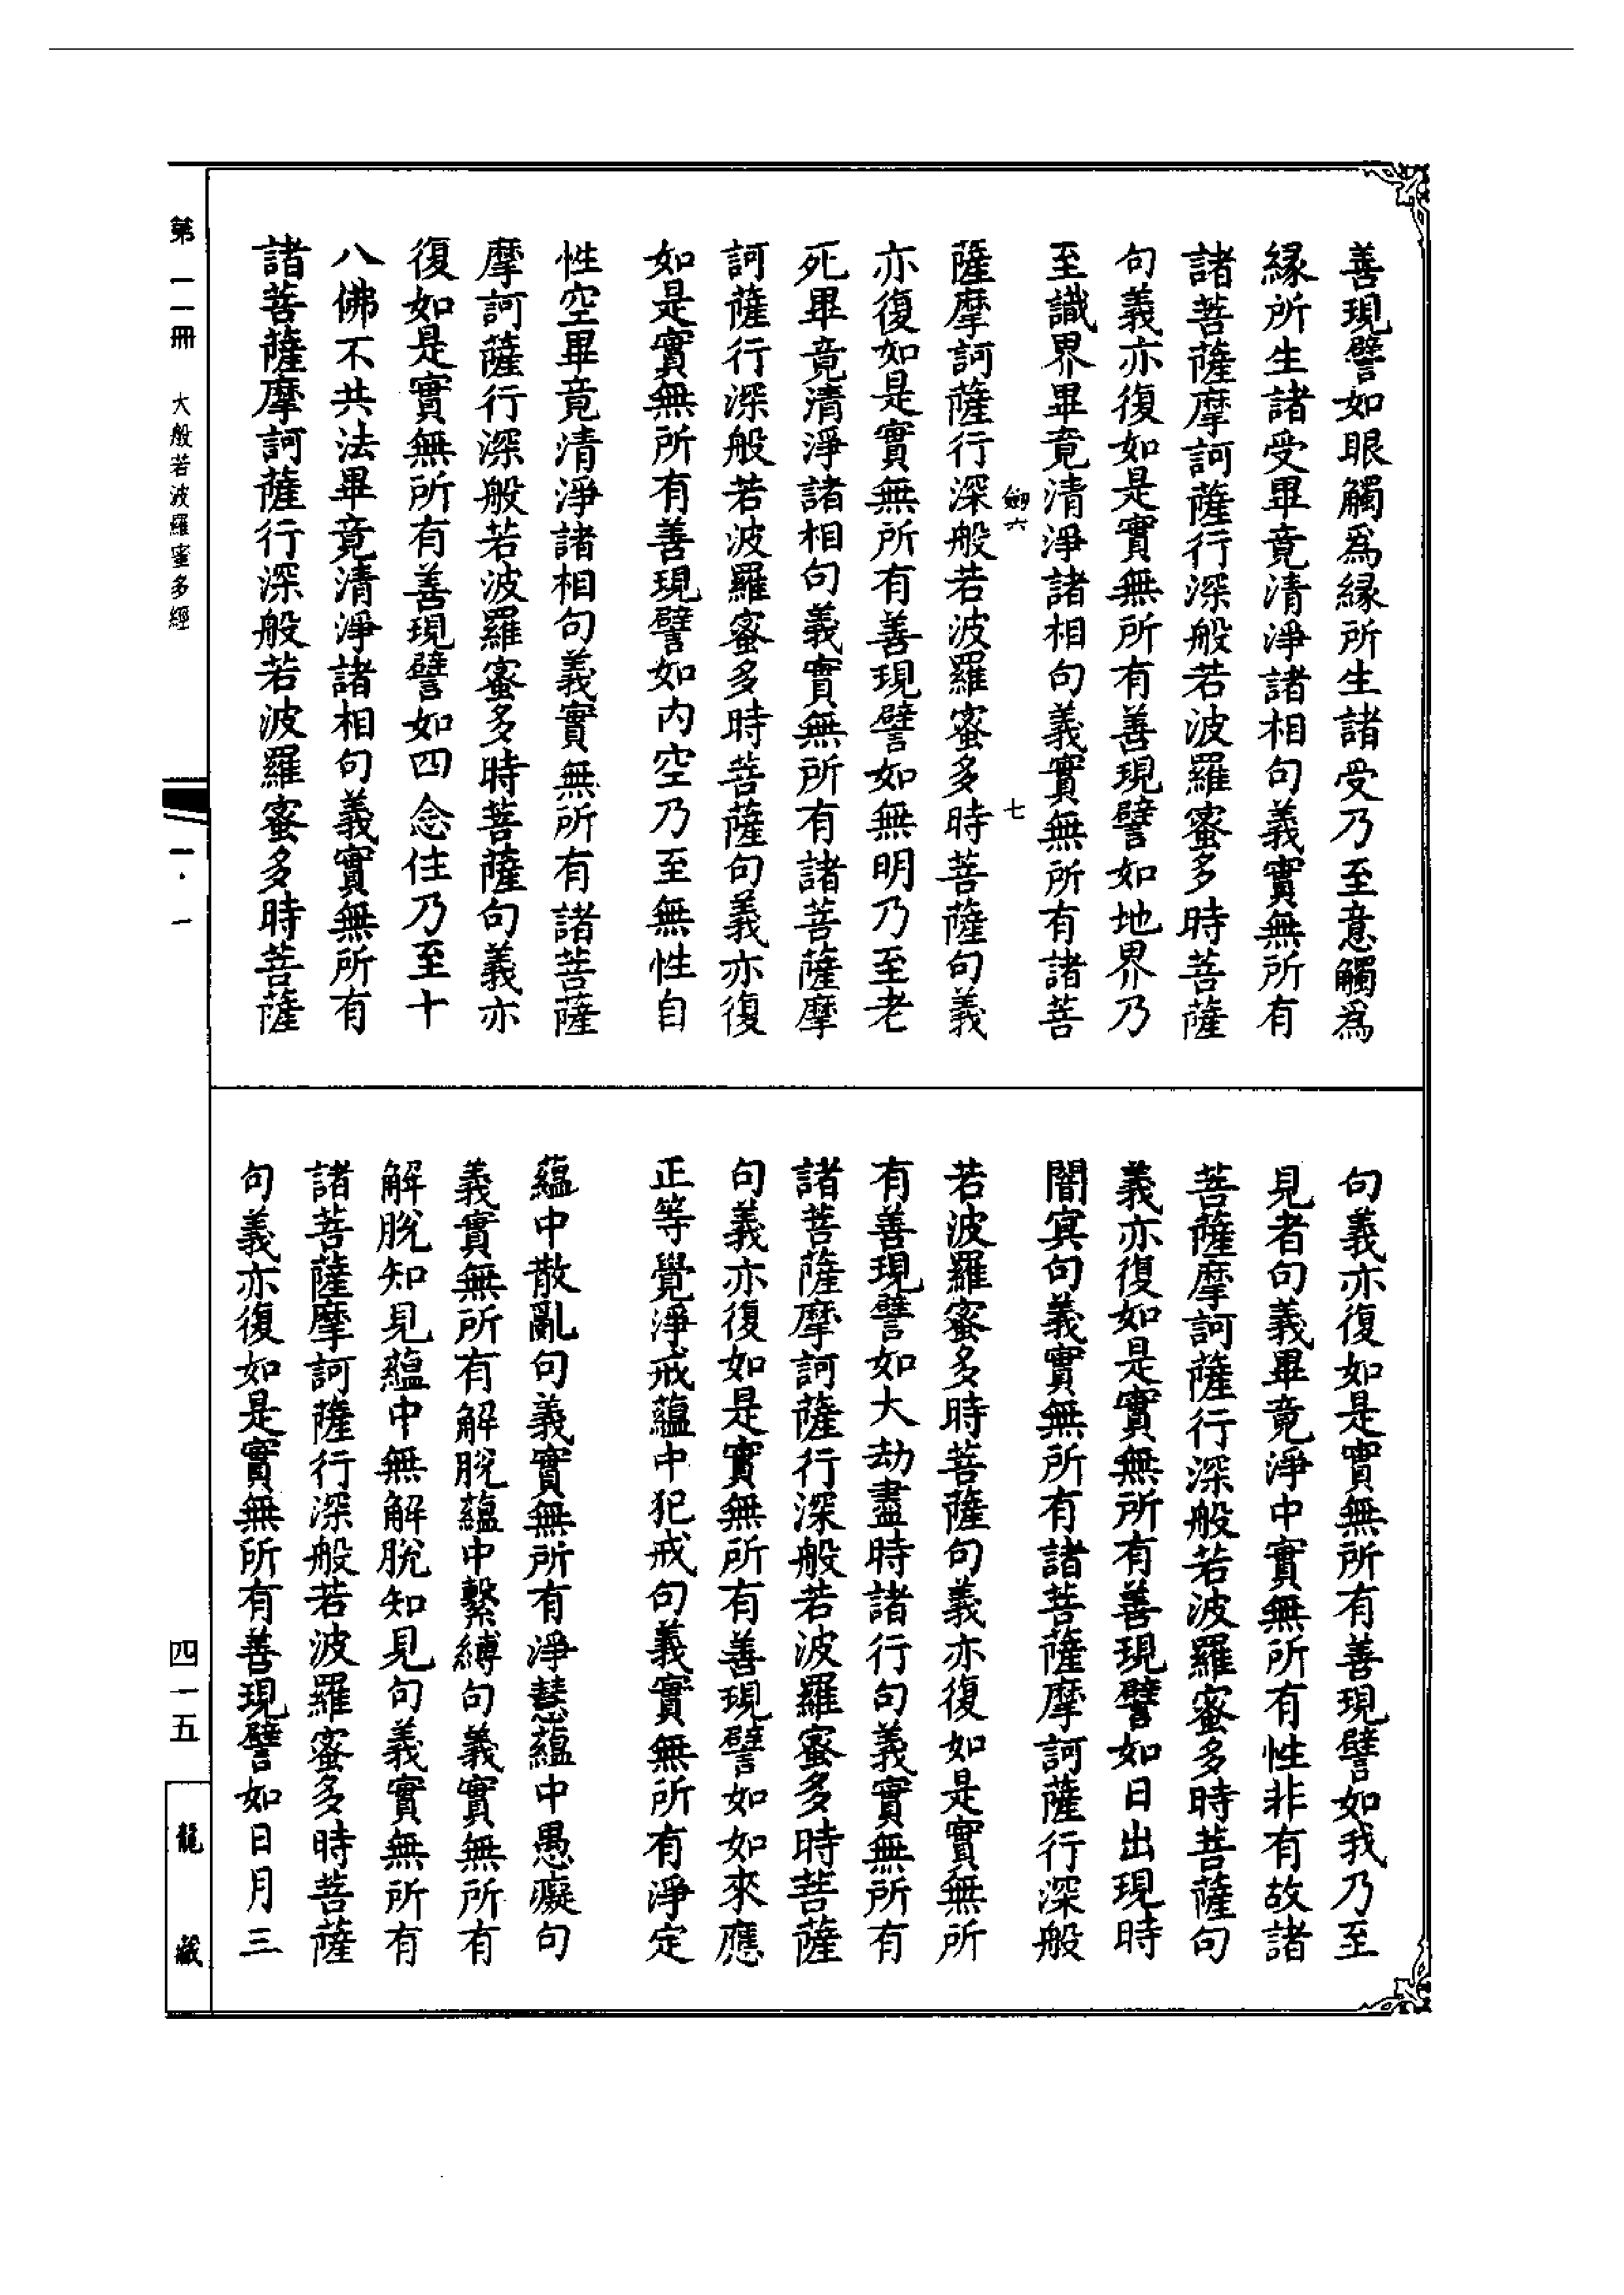 善現譬如眼觸爲緣所生諸受乃至意觸爲
緣所生諸受畢竟清淨諸相句義實無所有
諸菩薩摩訶薩行深般若波羅蜜多時菩薩
句義亦復如是實無所有善現譬如地界乃
至識界畢竟清淨諸相句義實無所有諸菩
劒六 七
薩摩訶薩行深般若波羅蜜多時菩薩句義
亦復如是實無所有善現譬如無明乃至老
死畢竟清淨諸相句義實無所有諸菩薩摩
訶薩行深般若波羅蜜多時菩薩句義亦復
如是實無所有善現譬如內空乃至無性自
性空畢竟清淨諸相句義實無所有諸菩薩
摩訶薩行深般若波羅蜜多時菩薩句義亦
復如是實無所有善現譬如四念住乃至十
八佛不共法畢竟清淨諸相句義實無所有
諸菩薩摩訶薩行深般若波羅蜜多時菩薩
句義亦復如是實無所有善現譬如我乃至
見者句義畢竟淨中實無所有性非有故諸
菩薩摩訶薩行深般若波羅蜜多時菩薩句
義亦復如是實無所有善現譬如日出現時
闇冥句義實無所有諸菩薩摩訶薩行深般
若波羅蜜多時菩薩句義亦復如是實無所
有善現譬如大劫盡時諸行句義實無所有
諸菩薩摩訶薩行深般若波羅蜜多時菩薩
句義亦復如是實無所有善現譬如如來應
正等覺淨戒蘊中犯戒句義實無所有淨定
蘊中散亂句義實無所有淨慧蘊中愚癡句
義實無所有解脫蘊中繫縛句義實無所有
解脫知見蘊中無解脫知見句義實無所有
諸菩薩摩訶薩行深般若波羅蜜多時菩薩
句義亦復如是實無所有善現譬如日月三
第一一冊 大般若波羅蜜多經 一·一 四一五 龍藏